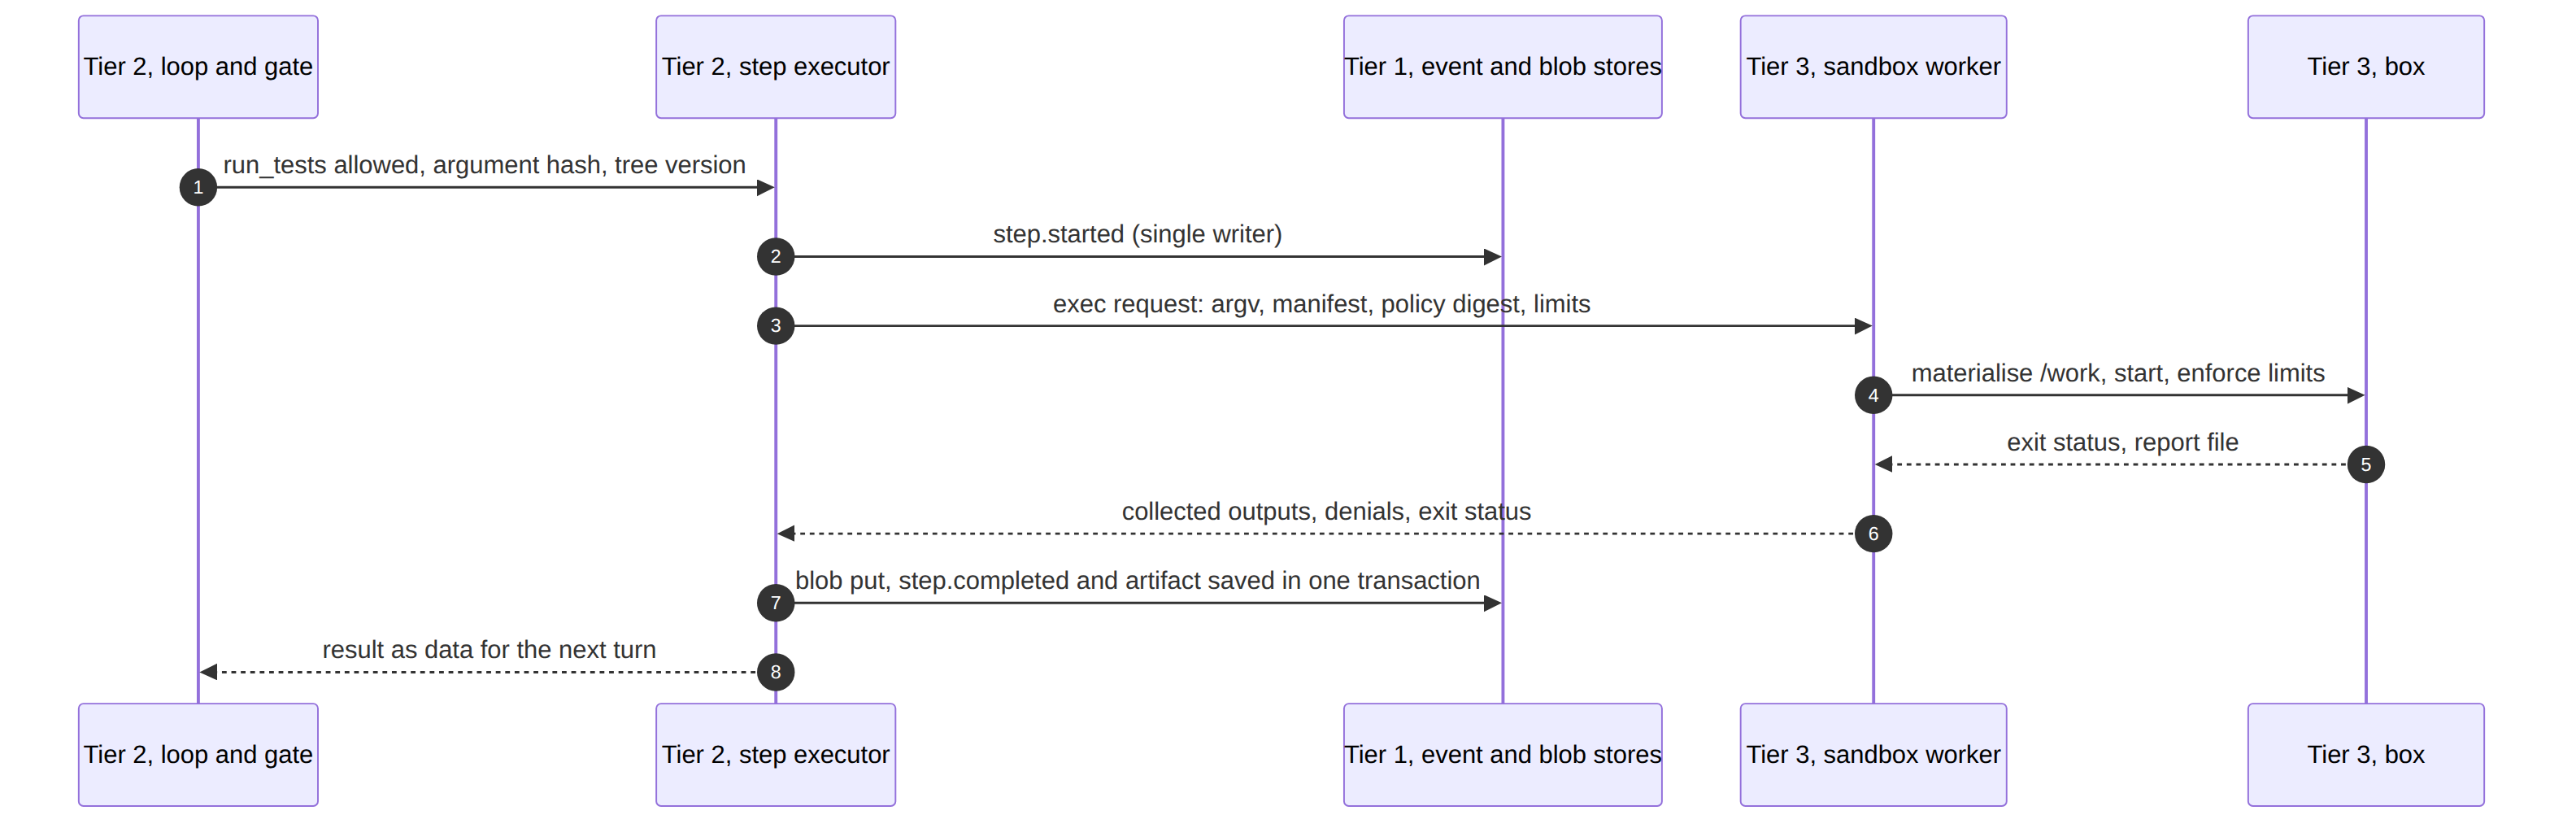 Tier 2, loop and gate
Tier 2, step executor
Tier 1, event and blob stores
Tier 3, sandbox worker
Tier 3, box
1
run_tests allowed, argument hash, tree version
2
step.started (single writer)
3
exec request: argv, manifest, policy digest, limits
4
materialise /work, start, enforce limits
exit status, report file
5
collected outputs, denials, exit status
6
7
blob put, step.completed and artifact saved in one transaction
result as data for the next turn
8
Tier 2, loop and gate
Tier 2, step executor
Tier 1, event and blob stores
Tier 3, sandbox worker
Tier 3, box